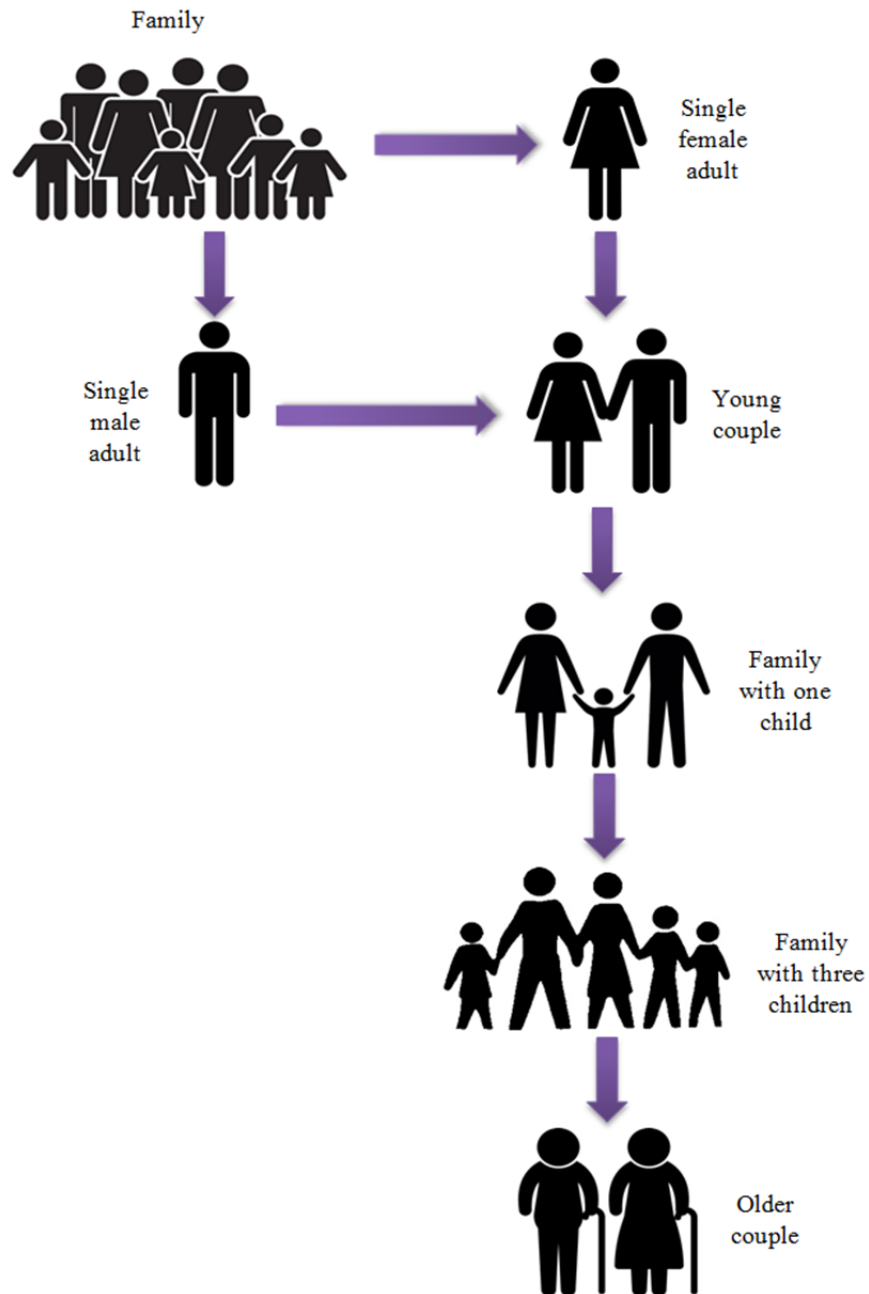 Family
Single
female
adult
Single
male
adult
Young
couple
Family
with one
child
Family
with three
children
Older
couple